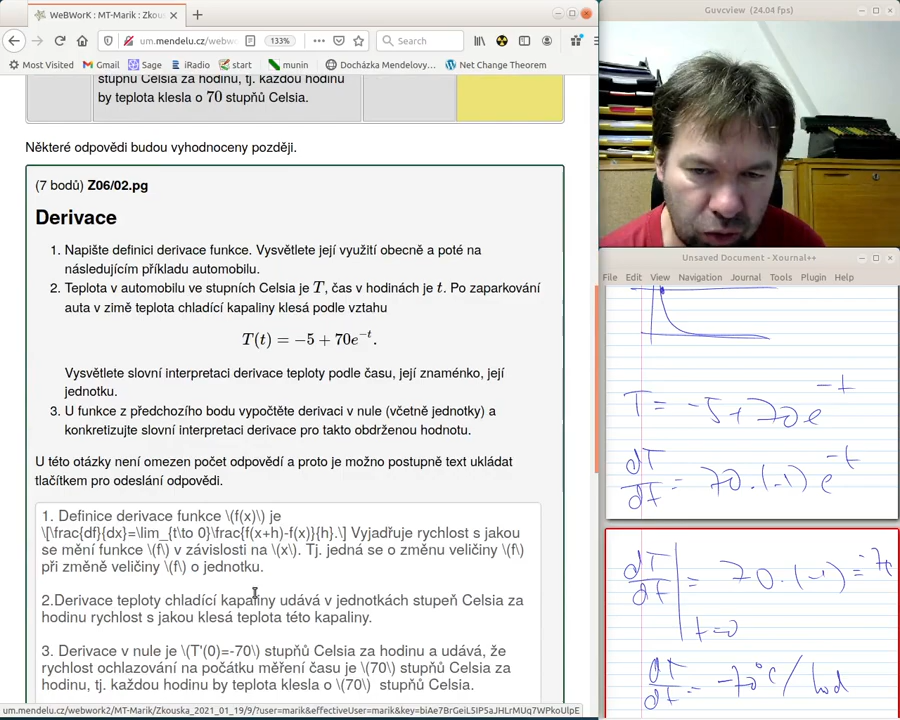 WeBWorK : MT-Marik : Zkous
um.mendelu.cz/webwo
133%
Search
Most Visited
Gmail
Sage
iRadio
start
munin
Docházka Mendelovy…
Net Change Theorem
stupňů Celsia za hodinu, tj. každou hodinu
by teplota klesla o 70 stupňů Celsia.
Některé odpovědi budou vyhodnoceny později.
(7 bodů) Z06/02.pg
Derivace
1. Napište definici derivace funkce. Vysvětlete její využití obecně a poté na
následujícím příkladu automobilu.
2. Teplota v automobilu ve stupních Celsia je T, čas v hodinách je t. Po zaparkování
auta v zimě teplota chladící kapaliny klesá podle vztahu
T(t) = −5 + 70e^{−t}.
Vysvětlete slovní interpretaci derivace teploty podle času, její znaménko, její
jednotku.
3. U funkce z předchozího bodu vypočtěte derivaci v nule (včetně jednotky) a
konkretizujte slovní interpretaci derivace pro takto obdrženou hodnotu.
U této otázky není omezen počet odpovědí a proto je možno postupně text ukládat
tlačítkem pro odeslání odpovědi.
1. Definice derivace funkce \(f(x)\) je
\[\frac{df}{dx}=\lim_{t\to 0}\frac{f(x+h)-f(x)}{h}.\] Vyjadřuje rychlost s jakou
se mění funkce \(f\) v závislosti na \(x\). Tj. jedná se o změnu veličiny \(f\)
při změně veličiny \(f\) o jednotku.
2.Derivace teploty chladící kapaliny udává v jednotkách stupeň Celsia za
hodinu rychlost s jakou klesá teplota této kapaliny.
3. Derivace v nule je \(T'(0)=-70\) stupňů Celsia za hodinu a udává, že
rychlost ochlazování na počátku měření času je \(70\) stupňů Celsia za
hodinu, tj. každou hodinu by teplota klesla o \(70\) stupňů Celsia.
Guvcview (24.04 fps)
Unsaved Document - Xournal++
File Edit View Navigation Journal Tools Plugin Help
T = -5+70e^{-t}
dT/dt = 70.(-1) e^{-t}
dT/dt | t=0 = 70.(-1) = -70
dT/dt = -70°C/hod